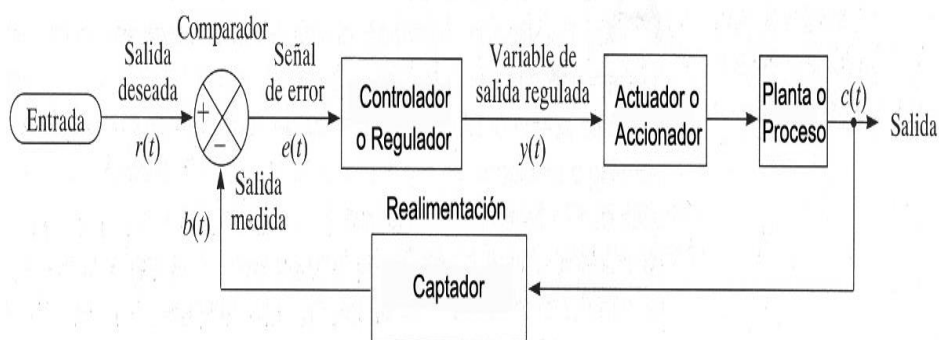 Comparador
Entrada
Salida
deseada
r(t)
+
−
Señal
de error
e(t)
Controlador
o Regulador
Variable de
salida regulada
y(t)
Actuador o
Accionador
Planta o
Proceso
c(t)
Salida
Salida
medida
b(t)
Realimentación
Captador